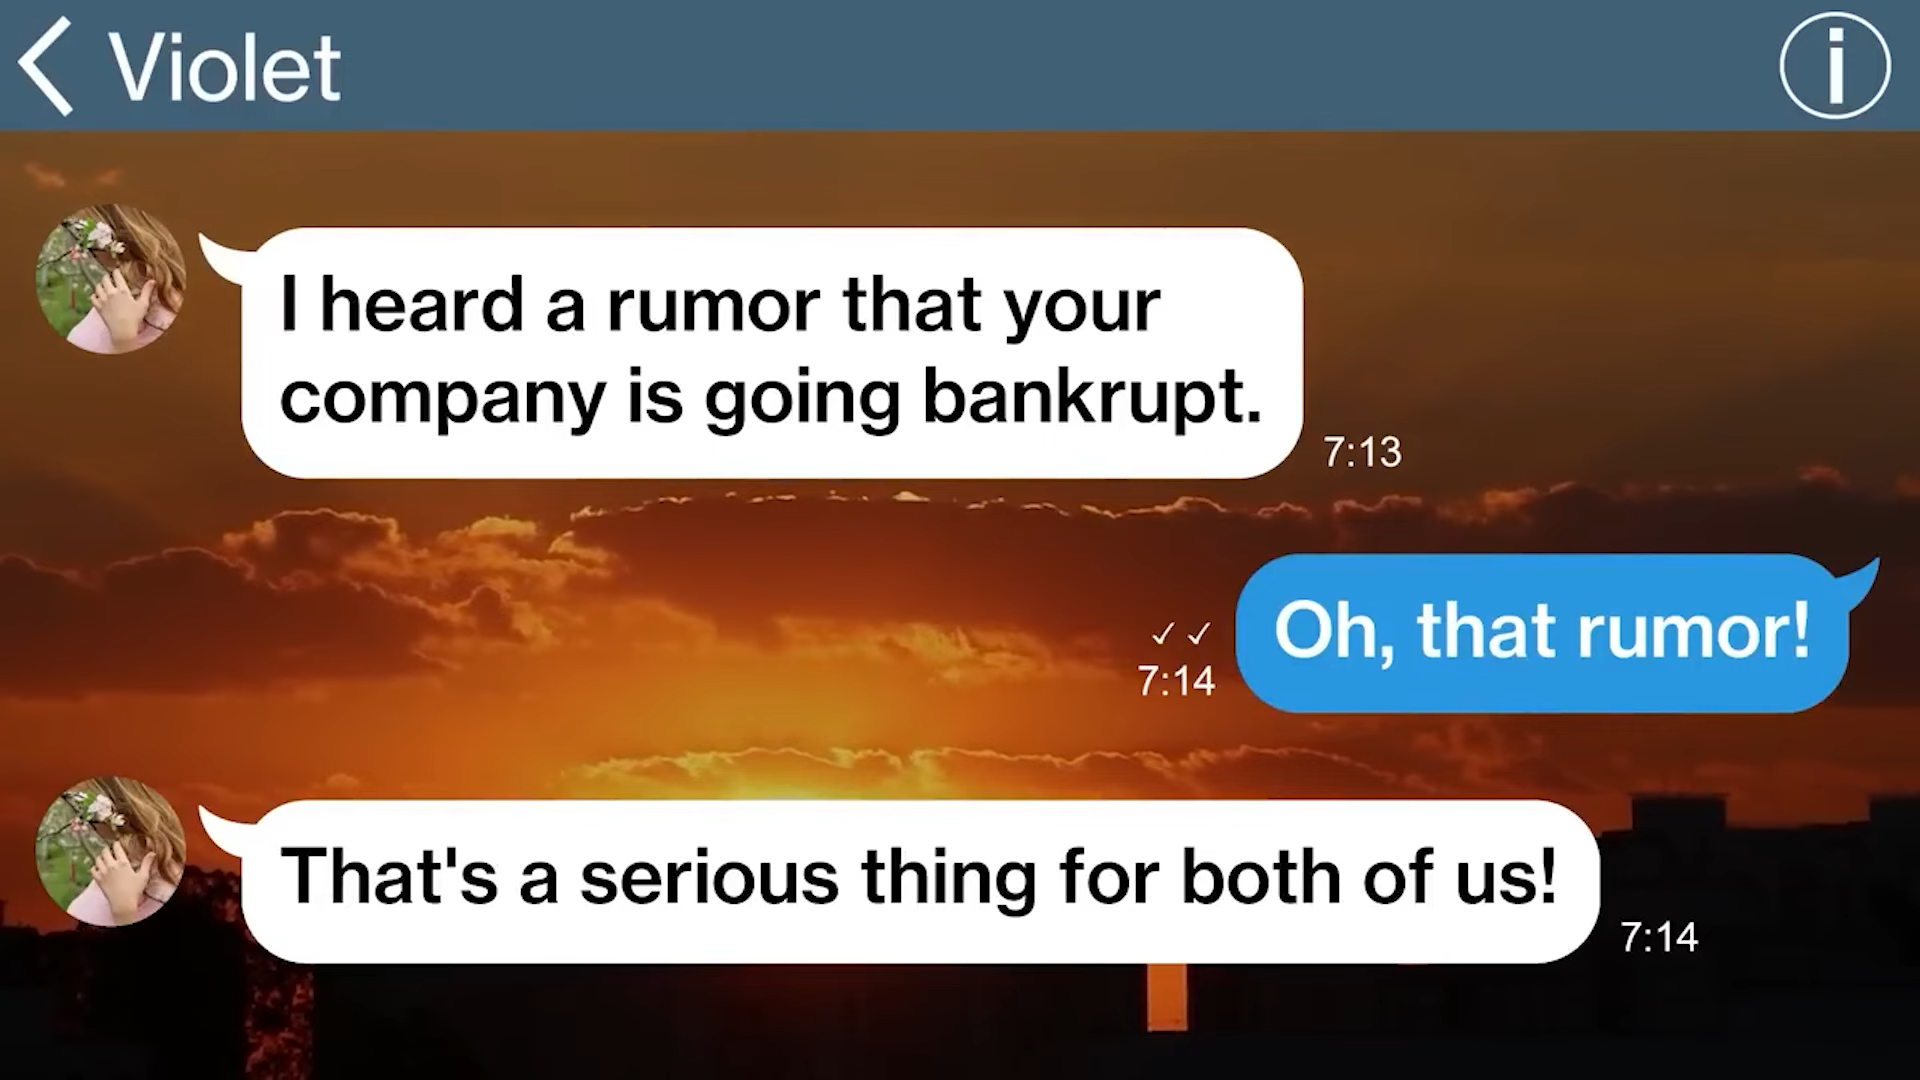 Violet
I heard a rumor that your
company is going bankrupt.
7:13
Oh, that rumor!
7:14
That's a serious thing for both of us!
7:14